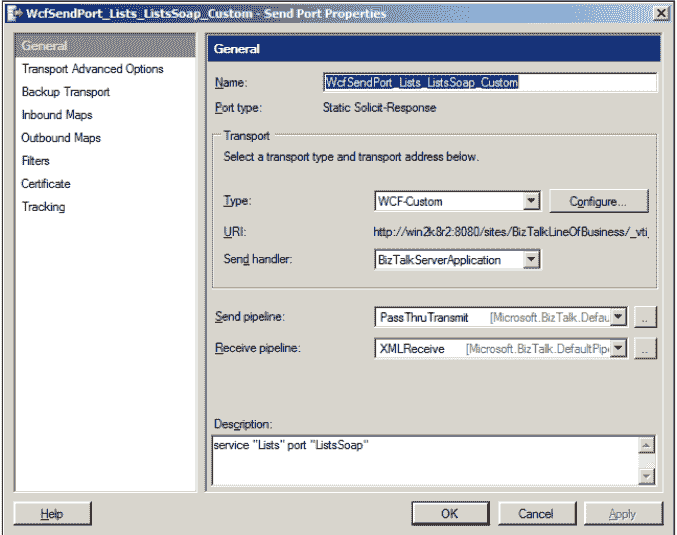 WcfSendPort_Lists_ListsSoap_Custom - Send Port Properties
General
Transport Advanced Options
Backup Transport
Inbound Maps
Outbound Maps
Filters
Certificate
Tracking
General
Name: WcfSendPort_Lists_ListsSoap_Custom
Port type: Static Solicit-Response
Transport
Select a transport type and transport address below.
Type: WCF-Custom Configure...
URI: http://win2k8r2:8080/sites/BizTalkLineOfBusiness/_vti_
Send handler: BizTalkServerApplication
Send pipeline: PassThruTransmit [Microsoft.BizTalk.Defau ...
Receive pipeline: XMLReceive [Microsoft.BizTalk.DefaultPip ...
Description:
service "Lists" port "ListsSoap"
Help OK Cancel Apply